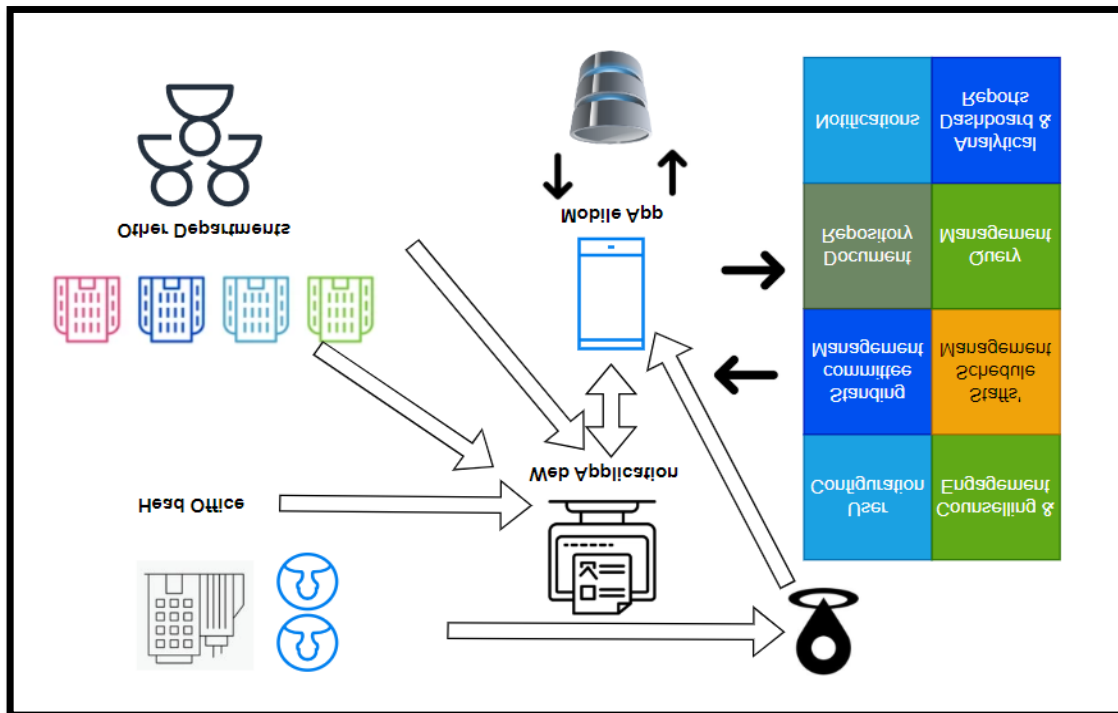 Head Office
Web Application
Other Departments
Mobile App
User
Configuration
Counselling &
Engagement
Standing
committee
Management
Staffs'
Schedule
Management
Document
Repository
Query
Management
Notifications
Analytical
Dashboard &
Reports